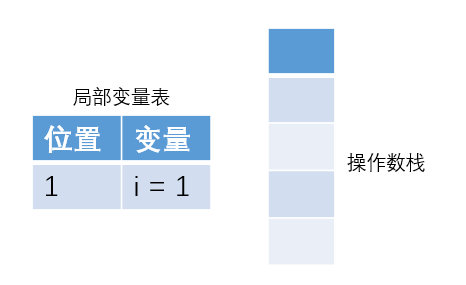 局部变量表
位置 变量
1 i = 1
操作数栈